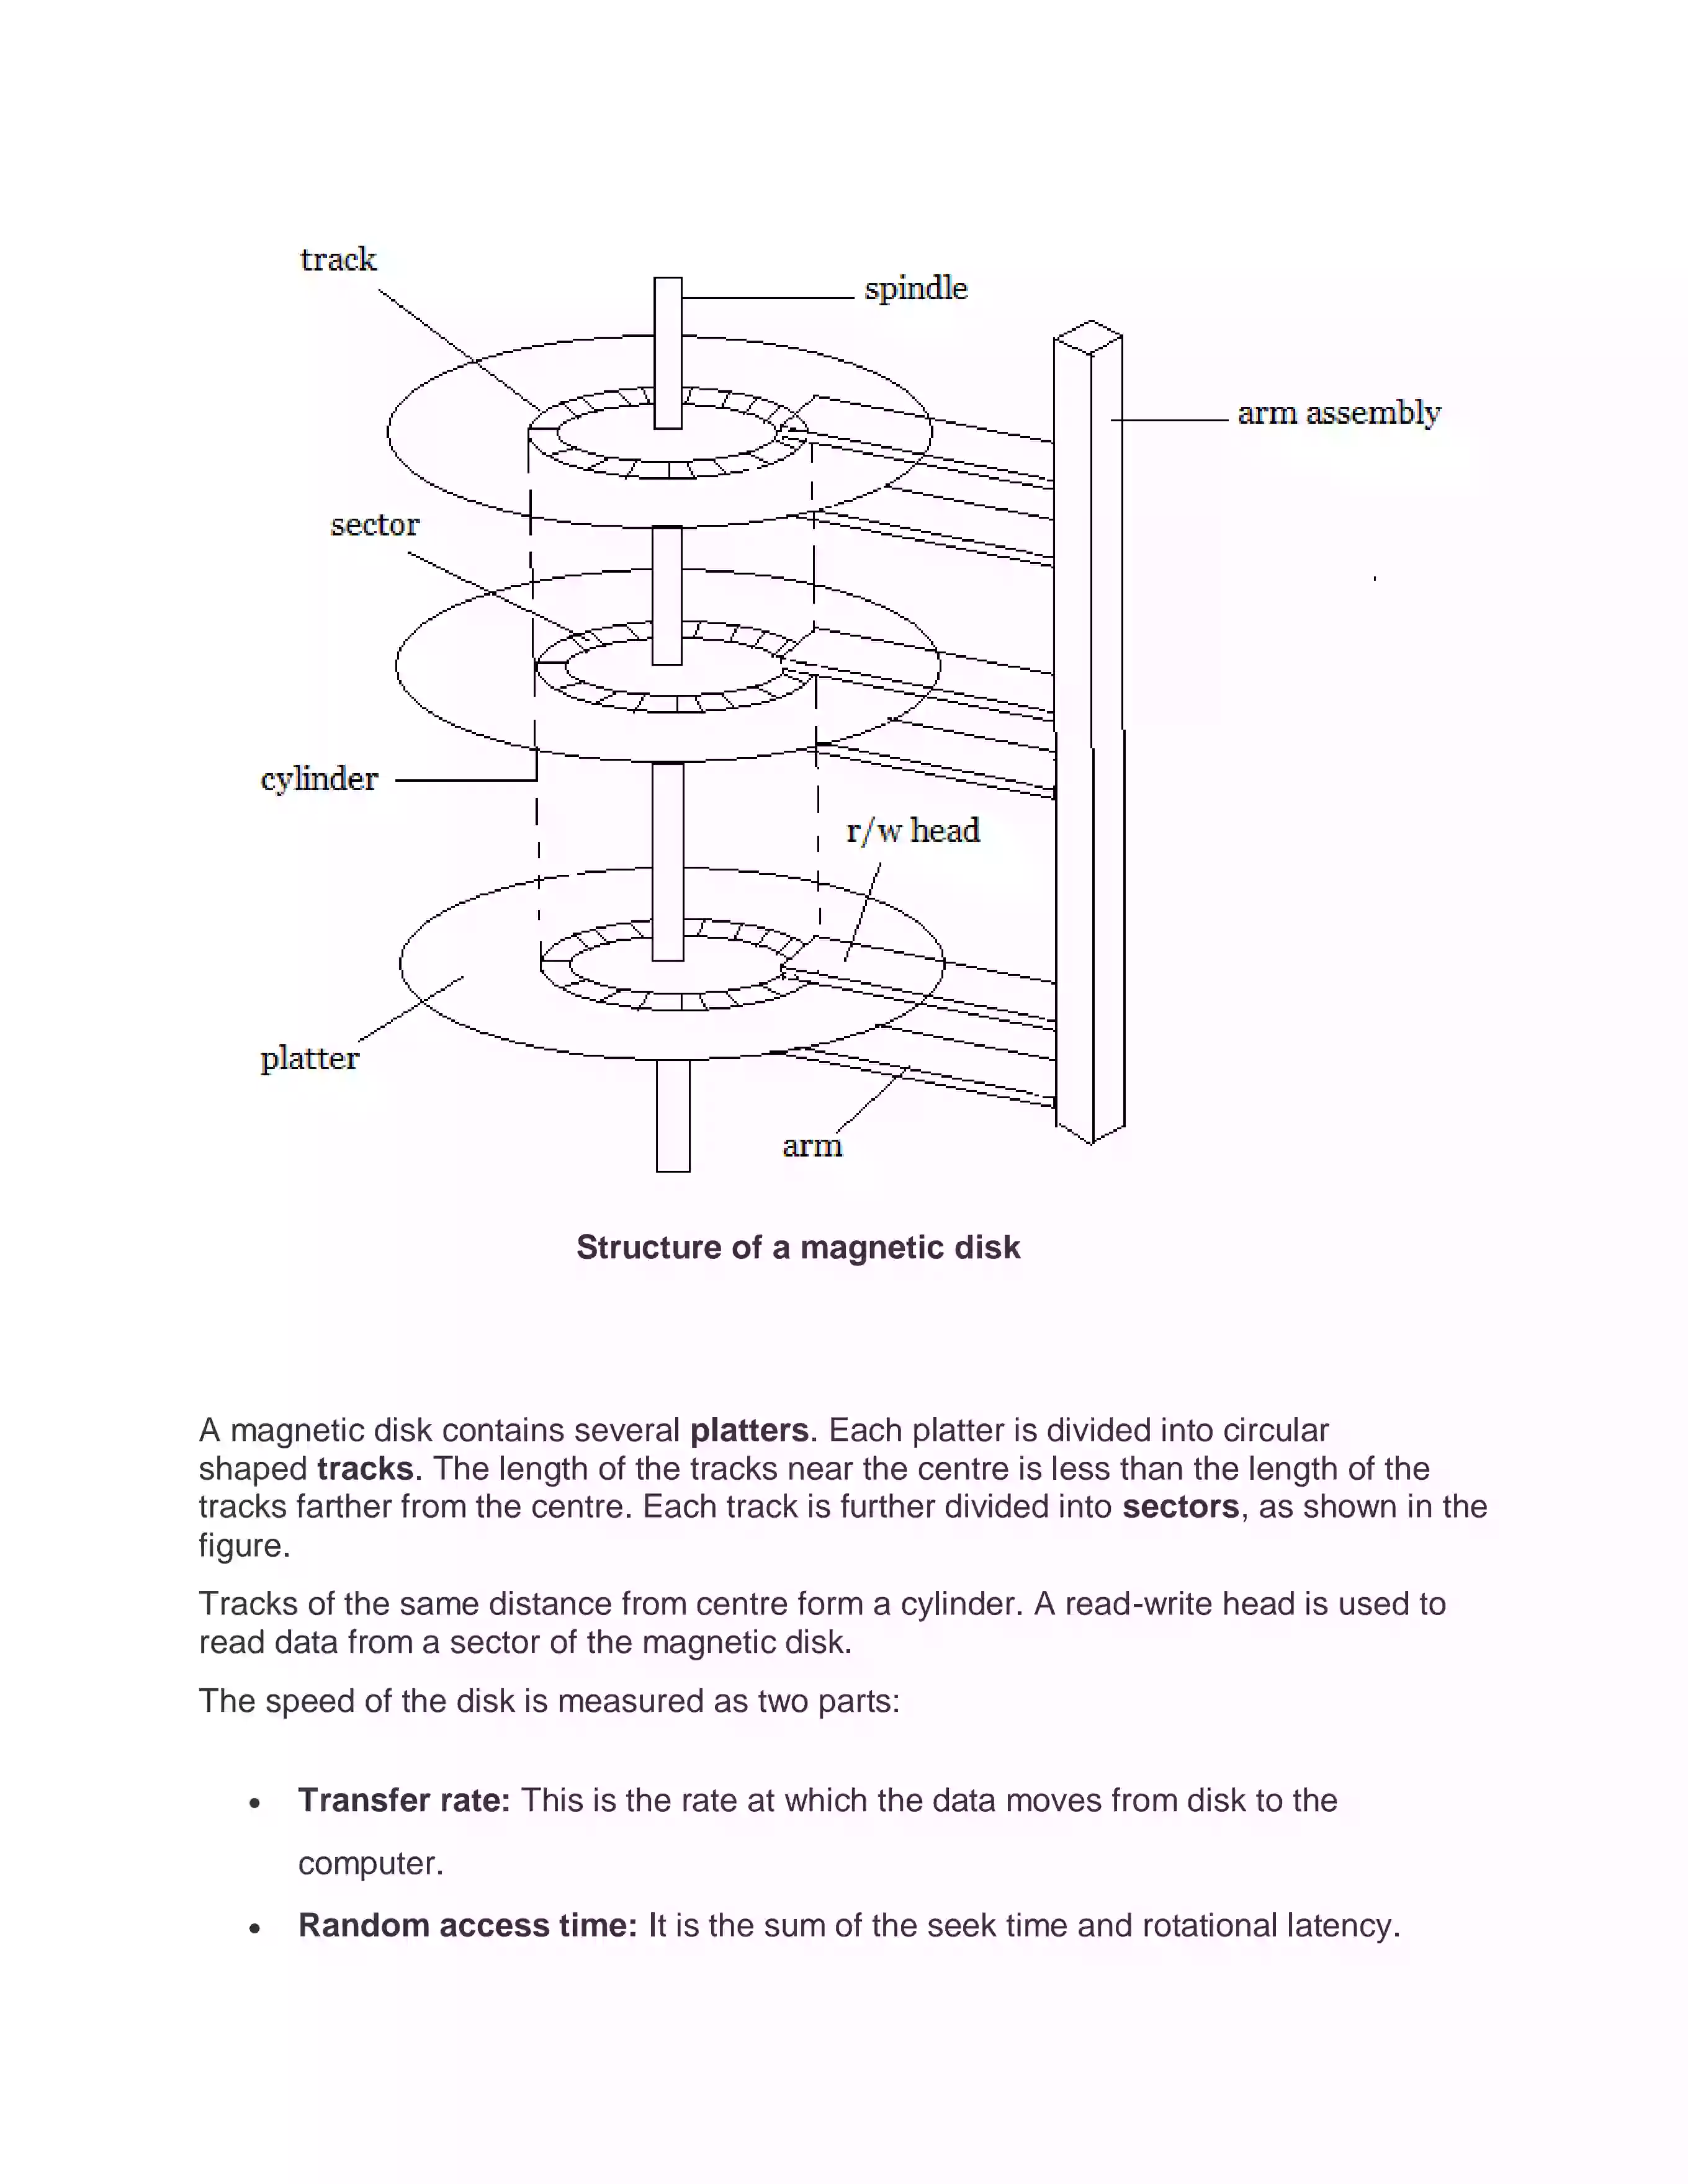 track
spindle
arm assembly
sector
cylinder
r/w head
platter
arm
Structure of a magnetic disk
A magnetic disk contains several platters. Each platter is divided into circular
shaped tracks. The length of the tracks near the centre is less than the length of the
tracks farther from the centre. Each track is further divided into sectors, as shown in the
figure.
Tracks of the same distance from centre form a cylinder. A read-write head is used to
read data from a sector of the magnetic disk.
The speed of the disk is measured as two parts:
• Transfer rate: This is the rate at which the data moves from disk to the
computer.
• Random access time: It is the sum of the seek time and rotational latency.